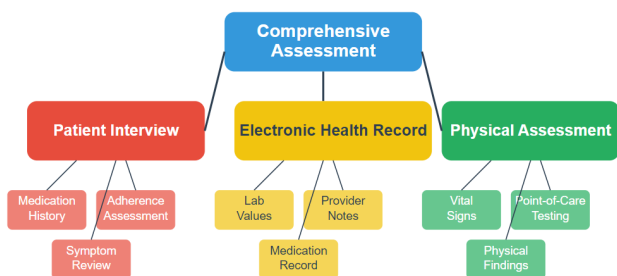 Comprehensive
Assessment
Patient Interview
Electronic Health Record
Physical Assessment
Medication
History
Adherence
Assessment
Symptom
Review
Lab
Values
Provider
Notes
Medication
Record
Vital
Signs
Point-of-Care
Testing
Physical
Findings